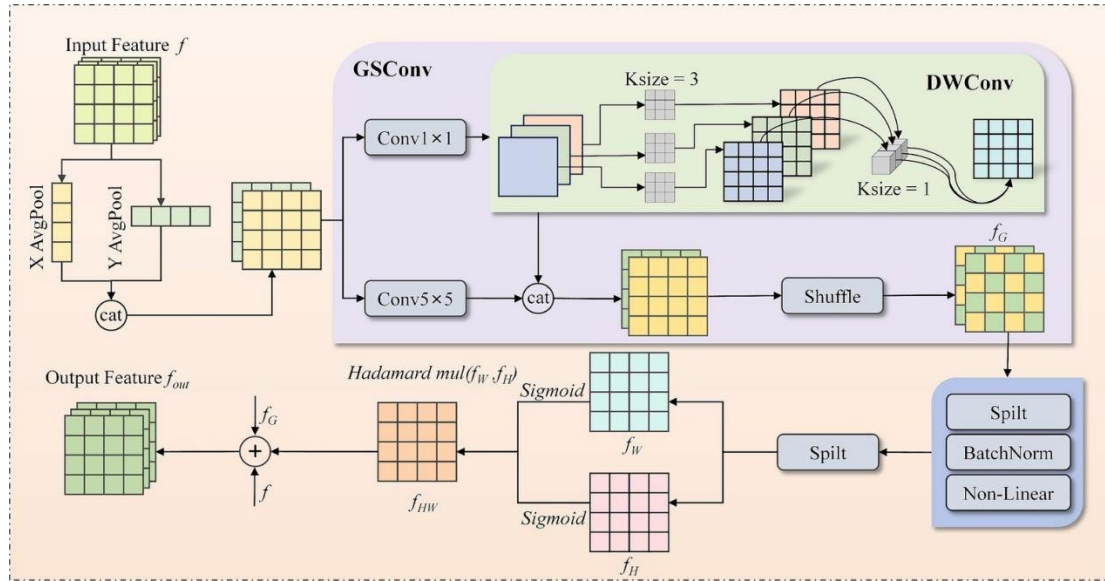 Input Feature f
GSConv
DWConv
Ksize = 3
Conv1×1
X AvgPool
Y AvgPool
Ksize = 1
f_G
Conv5×5
cat
Shuffle
cat
Output Feature f_out
Hadamard mul(f_W,f_H)
Sigmoid
f_G
+
f
f_HW
f_W
Sigmoid
f_H
Spilt
Spilt
BatchNorm
Non-Linear